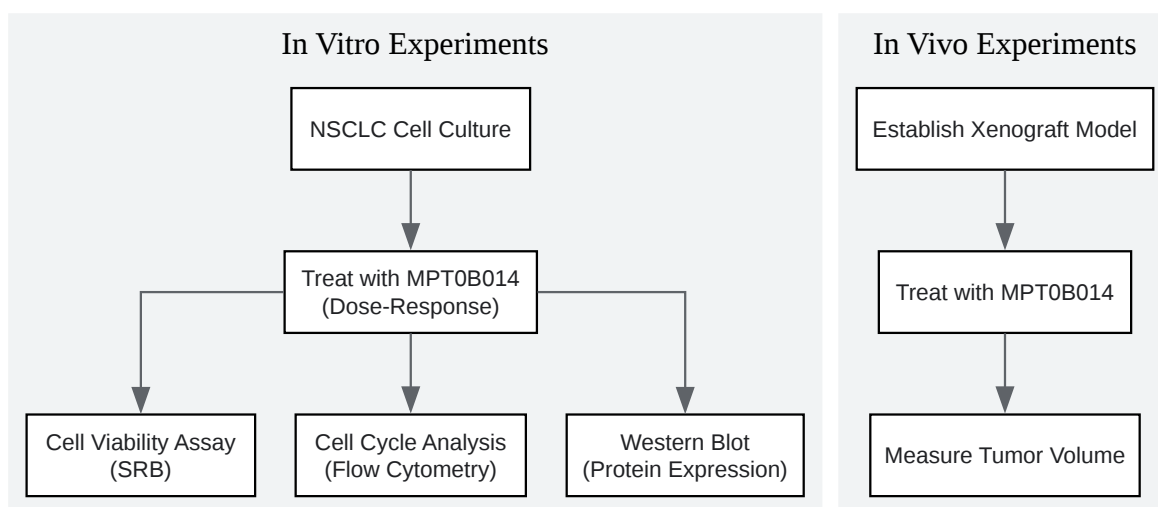 In Vitro Experiments
NSCLC Cell Culture
Treat with MPT0B014
(Dose-Response)
Cell Viability Assay
(SRB)
Cell Cycle Analysis
(Flow Cytometry)
Western Blot
(Protein Expression)
In Vivo Experiments
Establish Xenograft Model
Treat with MPT0B014
Measure Tumor Volume